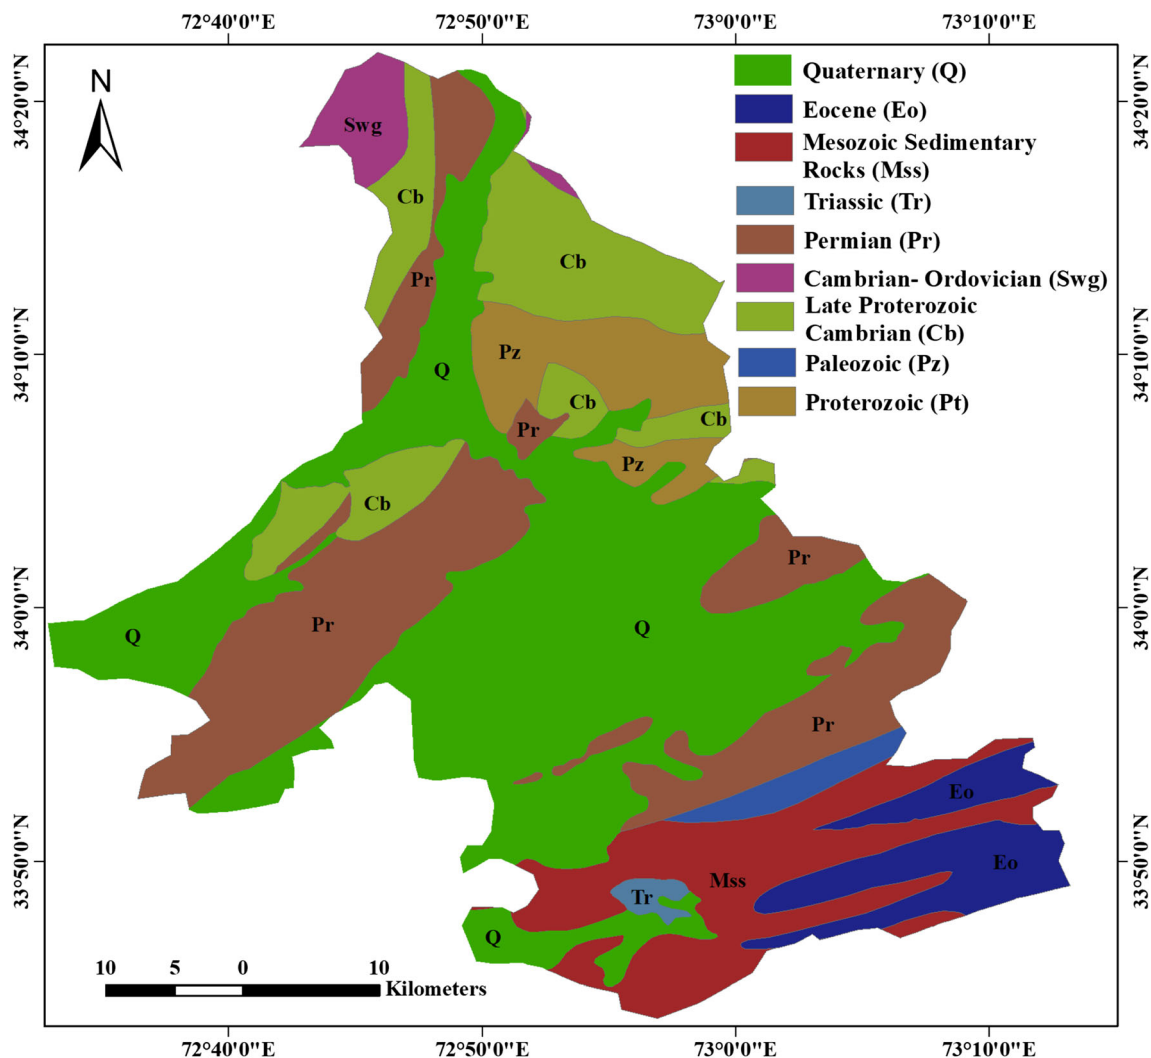 72°40'0"E 72°50'0"E 73°0'0"E 73°10'0"E
34°20'0"N
34°10'0"N
34°0'0"N
33°50'0"N
34°20'0"N
34°10'0"N
34°0'0"N
33°50'0"N
N
Quaternary (Q)
Eocene (Eo)
Mesozoic Sedimentary
Rocks (Mss)
Triassic (Tr)
Permian (Pr)
Cambrian- Ordovician (Swg)
Late Proterozoic
Cambrian (Cb)
Paleozoic (Pz)
Proterozoic (Pt)
Swg
Cb
Cb
Pr
Pz
Q
Cb
Cb
Pr
Pz
Cb
Pr
Pr
Q
Q
Pr
Eo
Eo
Mss
Tr
Q
10 5 0 10
Kilometers
72°40'0"E 72°50'0"E 73°0'0"E 73°10'0"E